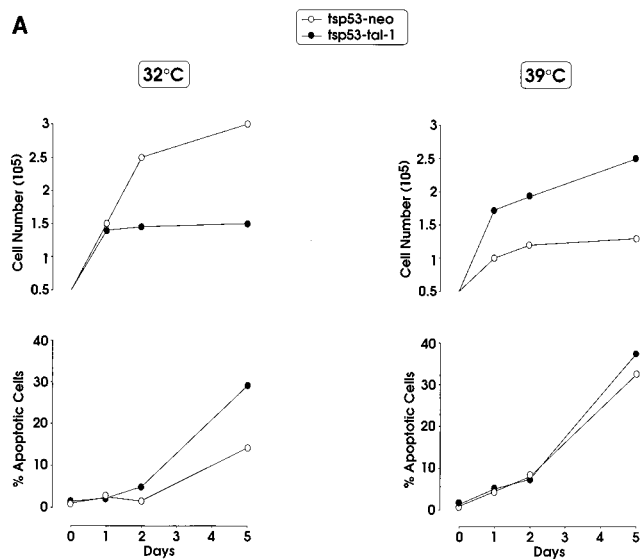 A
tsp53-neo
tsp53-tal-1
32°C
39°C
Cell Number (10⁵)
3
2.5
2
1.5
1
0.5
Cell Number (10⁵)
3
2.5
2
1.5
1
0.5
% Apoptotic Cells
40
30
20
10
0
0 1 2 3 4 5
Days
% Apoptotic Cells
40
30
20
10
0
0 1 2 3 4 5
Days